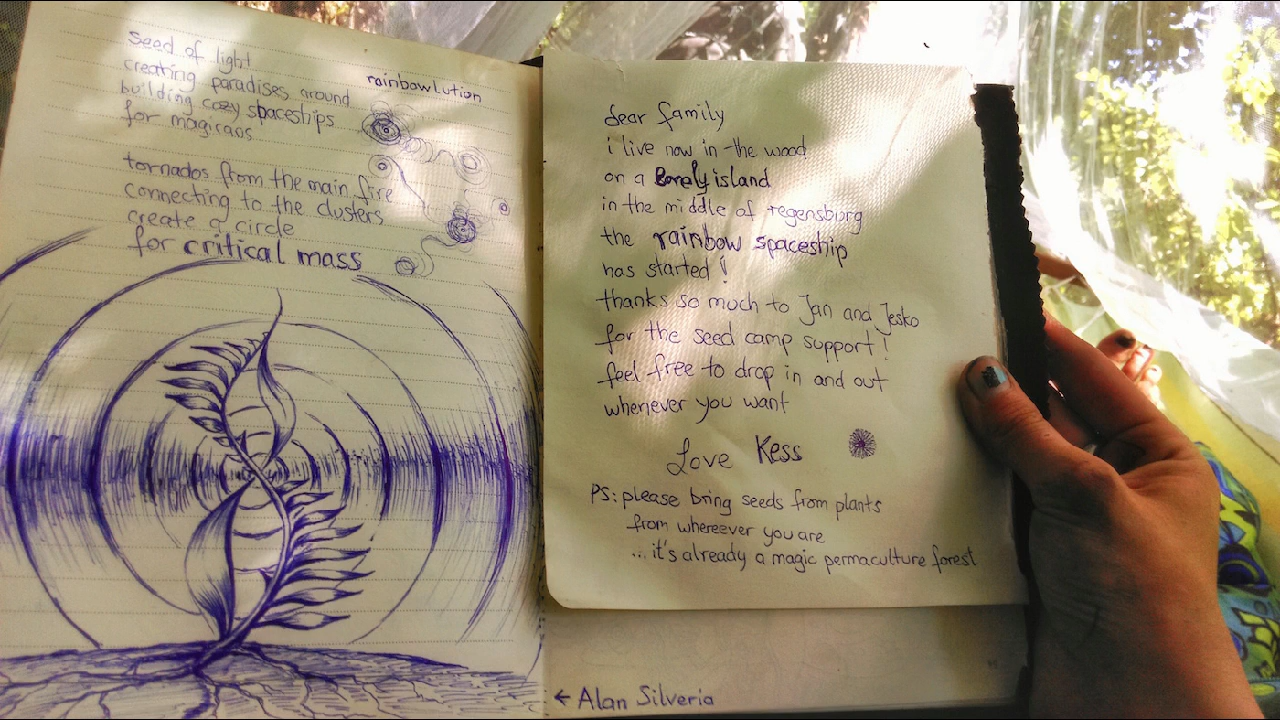 seed of light
creating paradises around
building cozy spaceships
for magicans
rainbowlution
tornados from the main fire
connecting to the clusters
create a circle
for critical mass
dear family
i live now in the wood
on a lonely island
in the middle of regensburg
the rainbow spaceship
has started!
thanks so much to Jan and Jesko
for the seed camp support!
feel free to drop in and out
whenever you want
Love Kess
PS: please bring seeds from plants
from whereever you are
... it's already a magic permaculture forest
← Alan Silveria